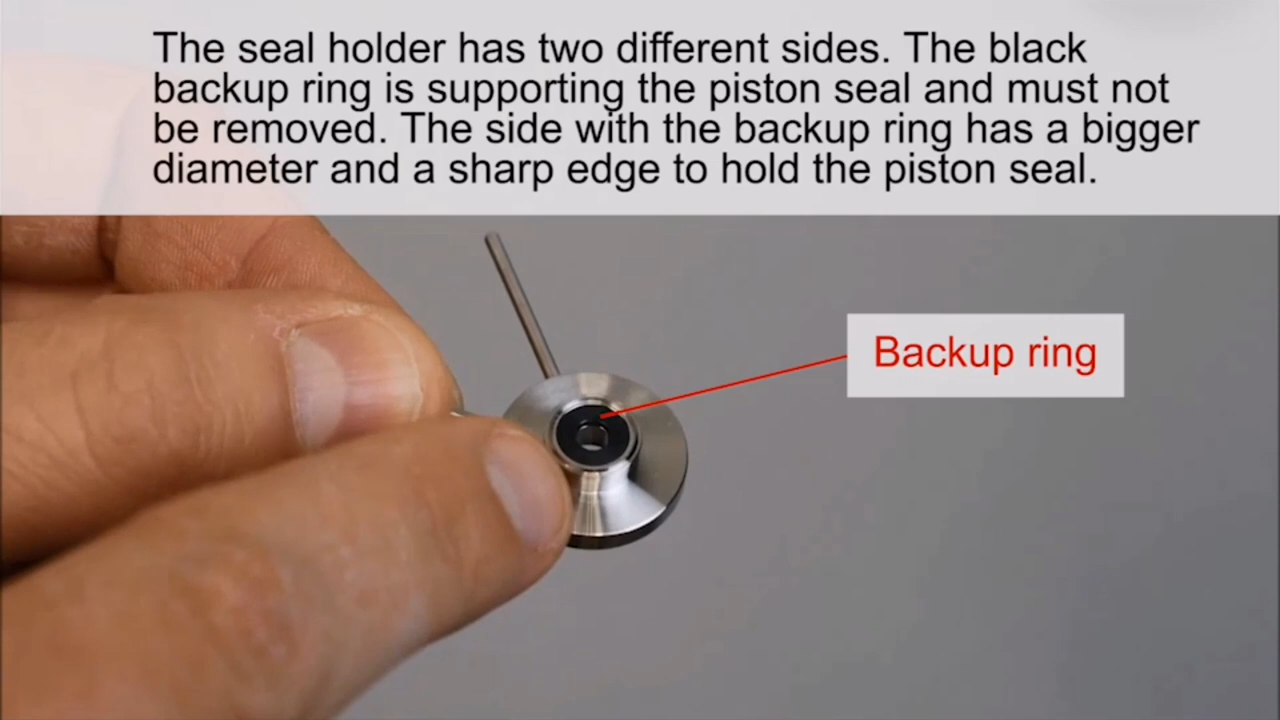 The seal holder has two different sides. The black
backup ring is supporting the piston seal and must not
be removed. The side with the backup ring has a bigger
diameter and a sharp edge to hold the piston seal.
Backup ring